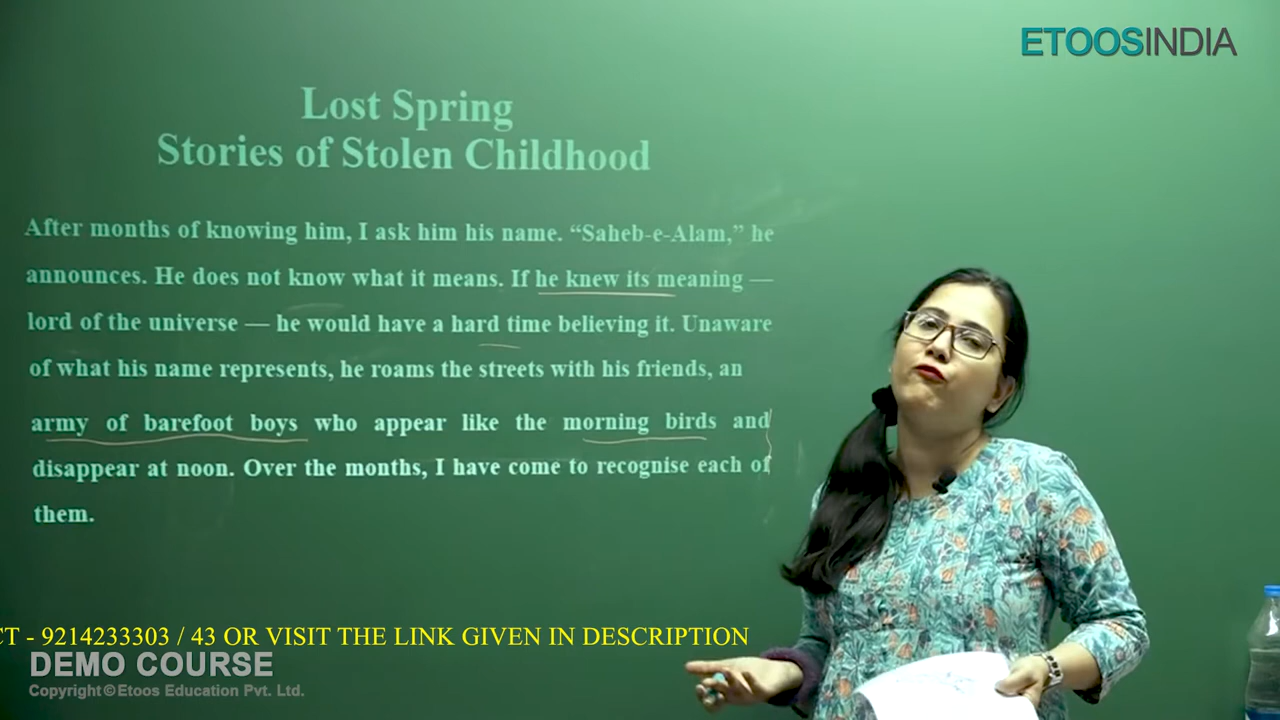 ETOOSINDIA
Lost Spring
Stories of Stolen Childhood
After months of knowing him, I ask him his name. “Saheb-e-Alam,” he
announces. He does not know what it means. If he knew its meaning —
lord of the universe — he would have a hard time believing it. Unaware
of what his name represents, he roams the streets with his friends, an
army of barefoot boys who appear like the morning birds and
disappear at noon. Over the months, I have come to recognise each of
them.
CT - 9214233303 / 43 OR VISIT THE LINK GIVEN IN DESCRIPTION
DEMO COURSE
Copyright © Etoos Education Pvt. Ltd.